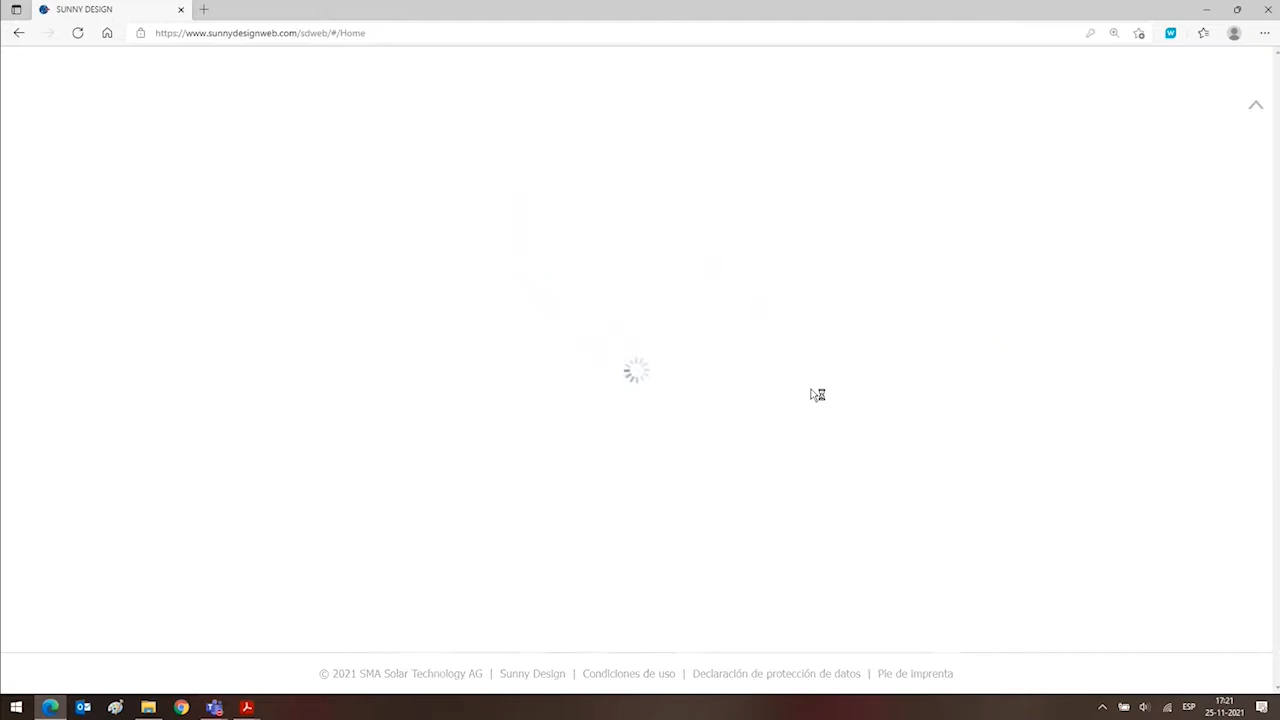 SUNNY DESIGN
https://www.sunnydesignweb.com/sdweb/#/Home
W
© 2021 SMA Solar Technology AG | Sunny Design | Condiciones de uso | Declaración de protección de datos | Pie de imprenta
17:21
ESP
25-11-2021